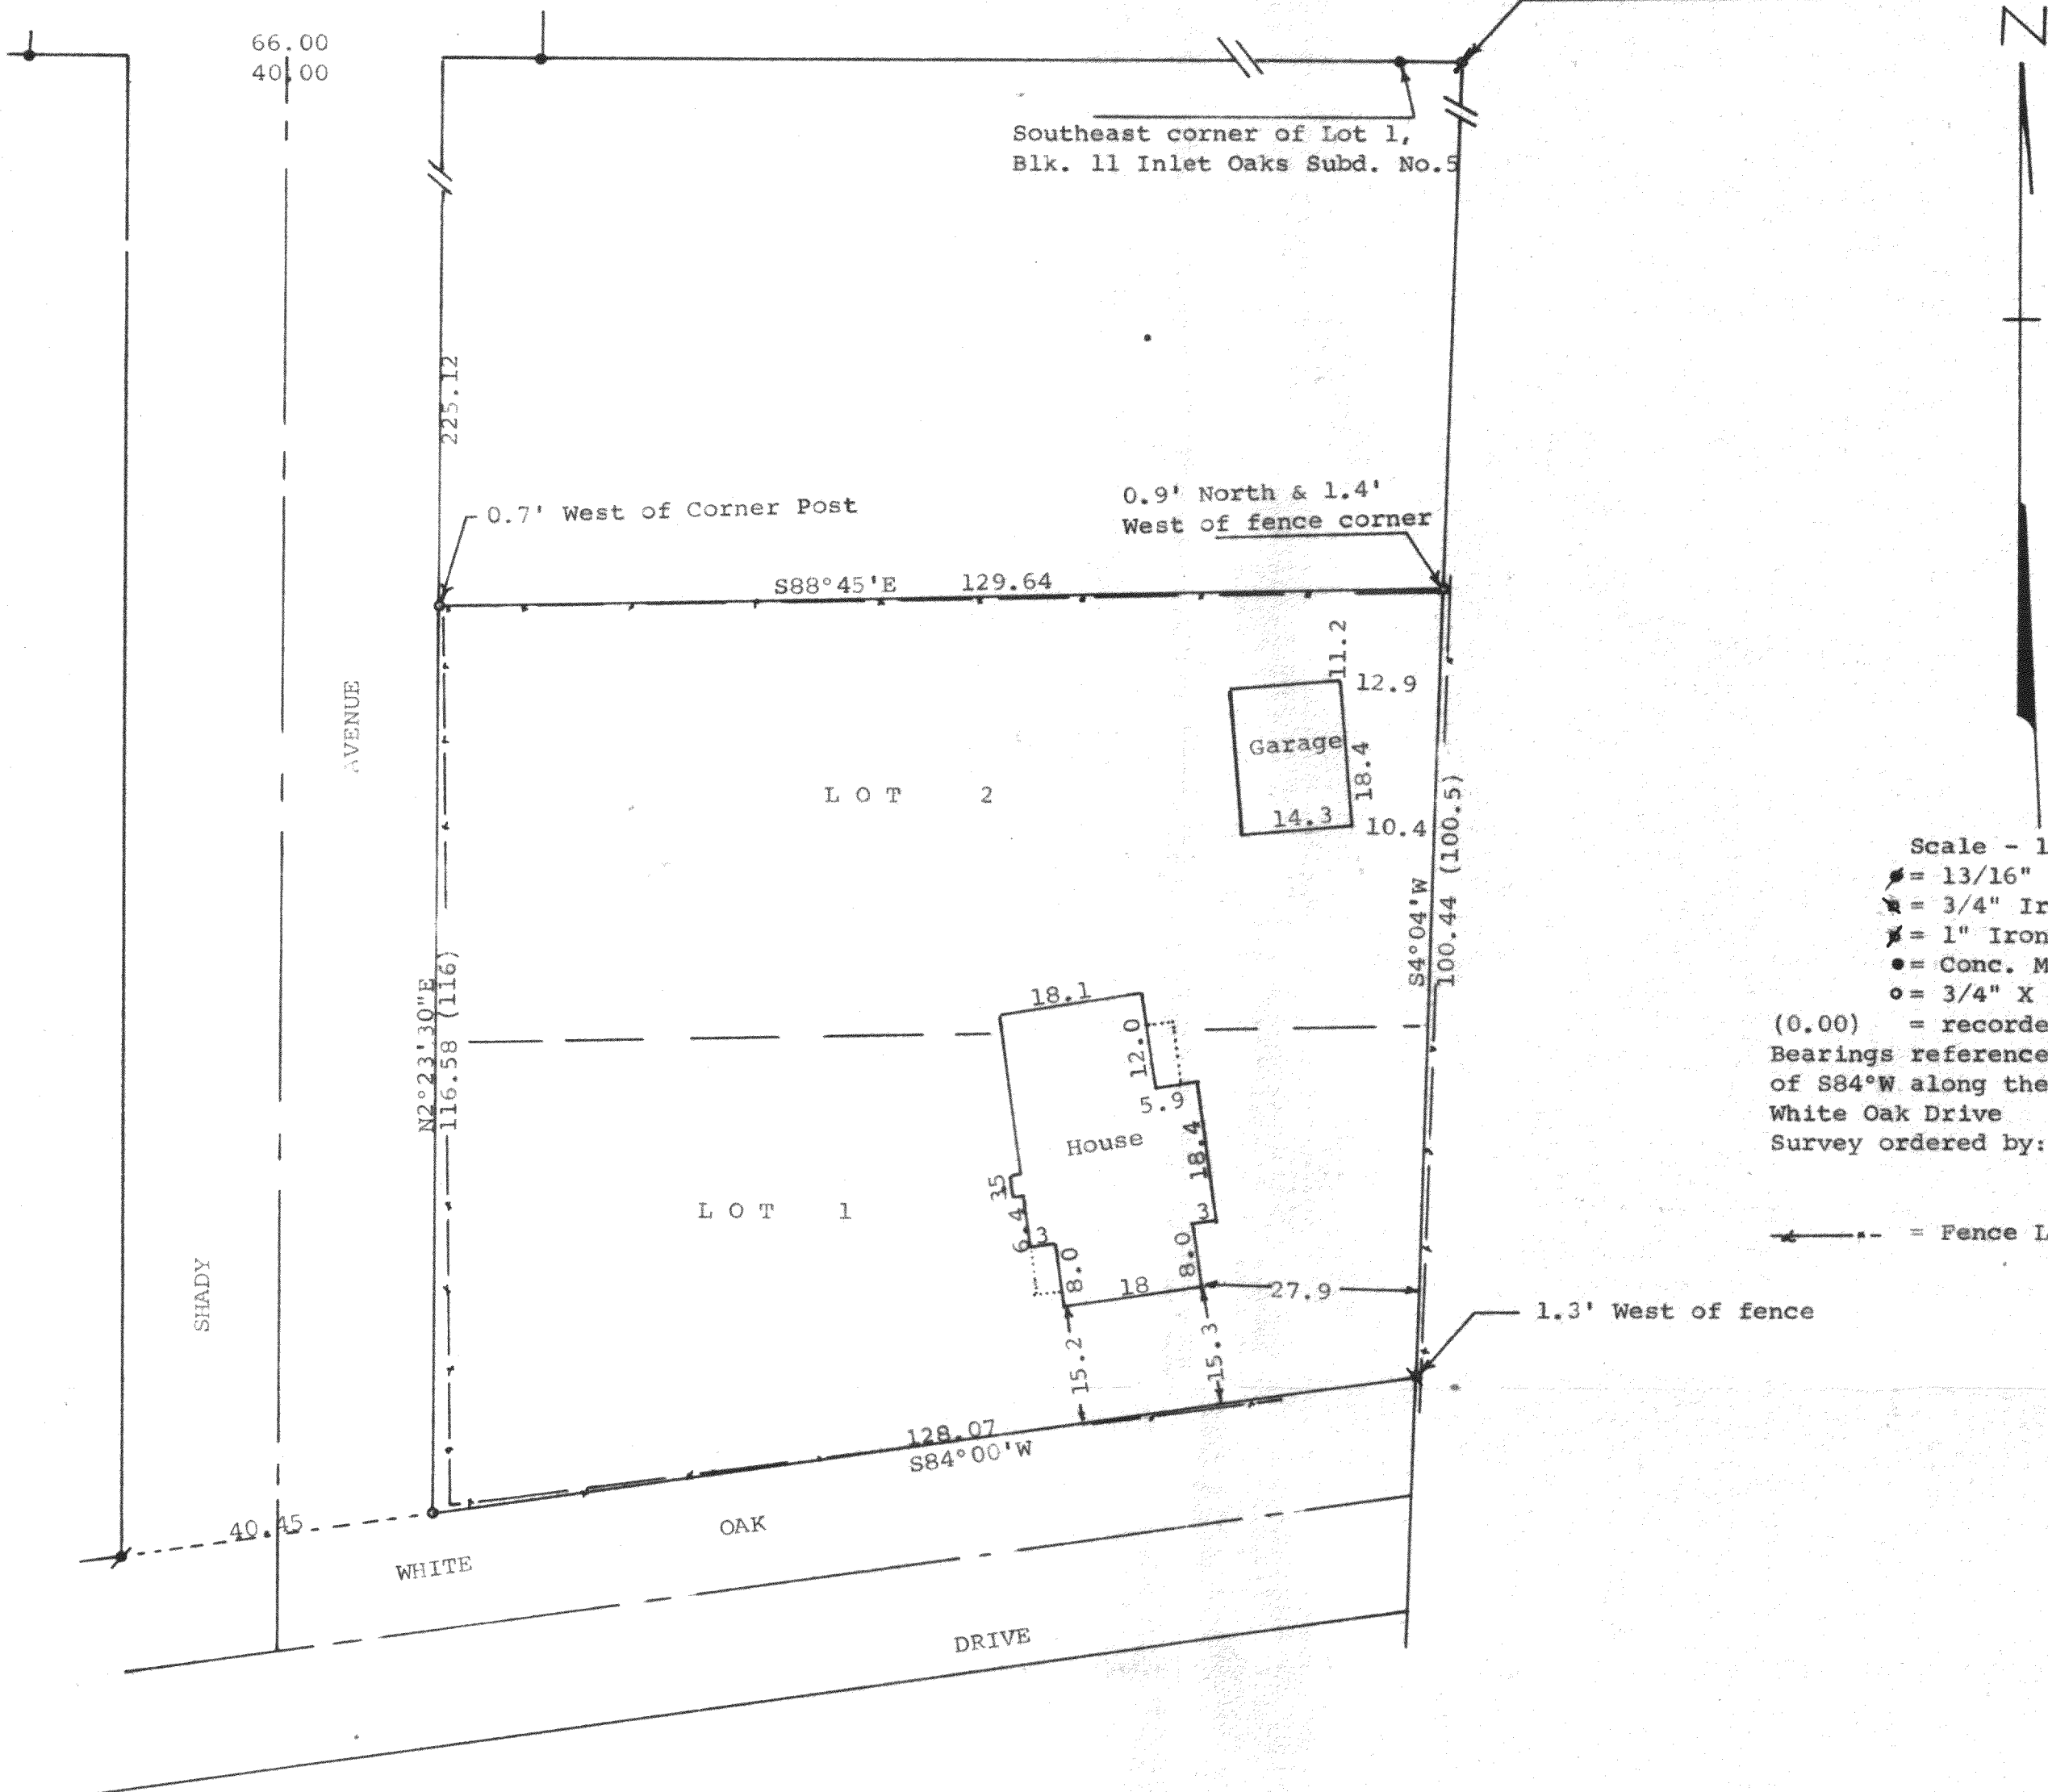 66.00
40.00
N
Southeast corner of Lot 1,
Blk. 11 Inlet Oaks Subd. No.5
225.12
0.7' West of Corner Post
0.9' North & 1.4'
West of fence corner
S88°45'E 129.64
AVENUE
11.2
12.9
Garage
18.4
14.3
10.4
LOT 2
S4°04'W
100.44 (100.5)
Scale - 1
= 13/16"
= 3/4" Ir
= 1" Iron
= Conc. M
= 3/4" X
(0.00) = recorde
Bearings reference
of S84°W along the
White Oak Drive
Survey ordered by:
= Fence L
N2°23'30"E
116.58 (116)
18.1
12.0
5.9
House
18.4
35
6.4
3
3
8.0
8.0
18
27.9
LOT 1
SHADY
1.3' West of fence
15.2
15.3
128.07
S84°00'W
40.45
WHITE
OAK
DRIVE